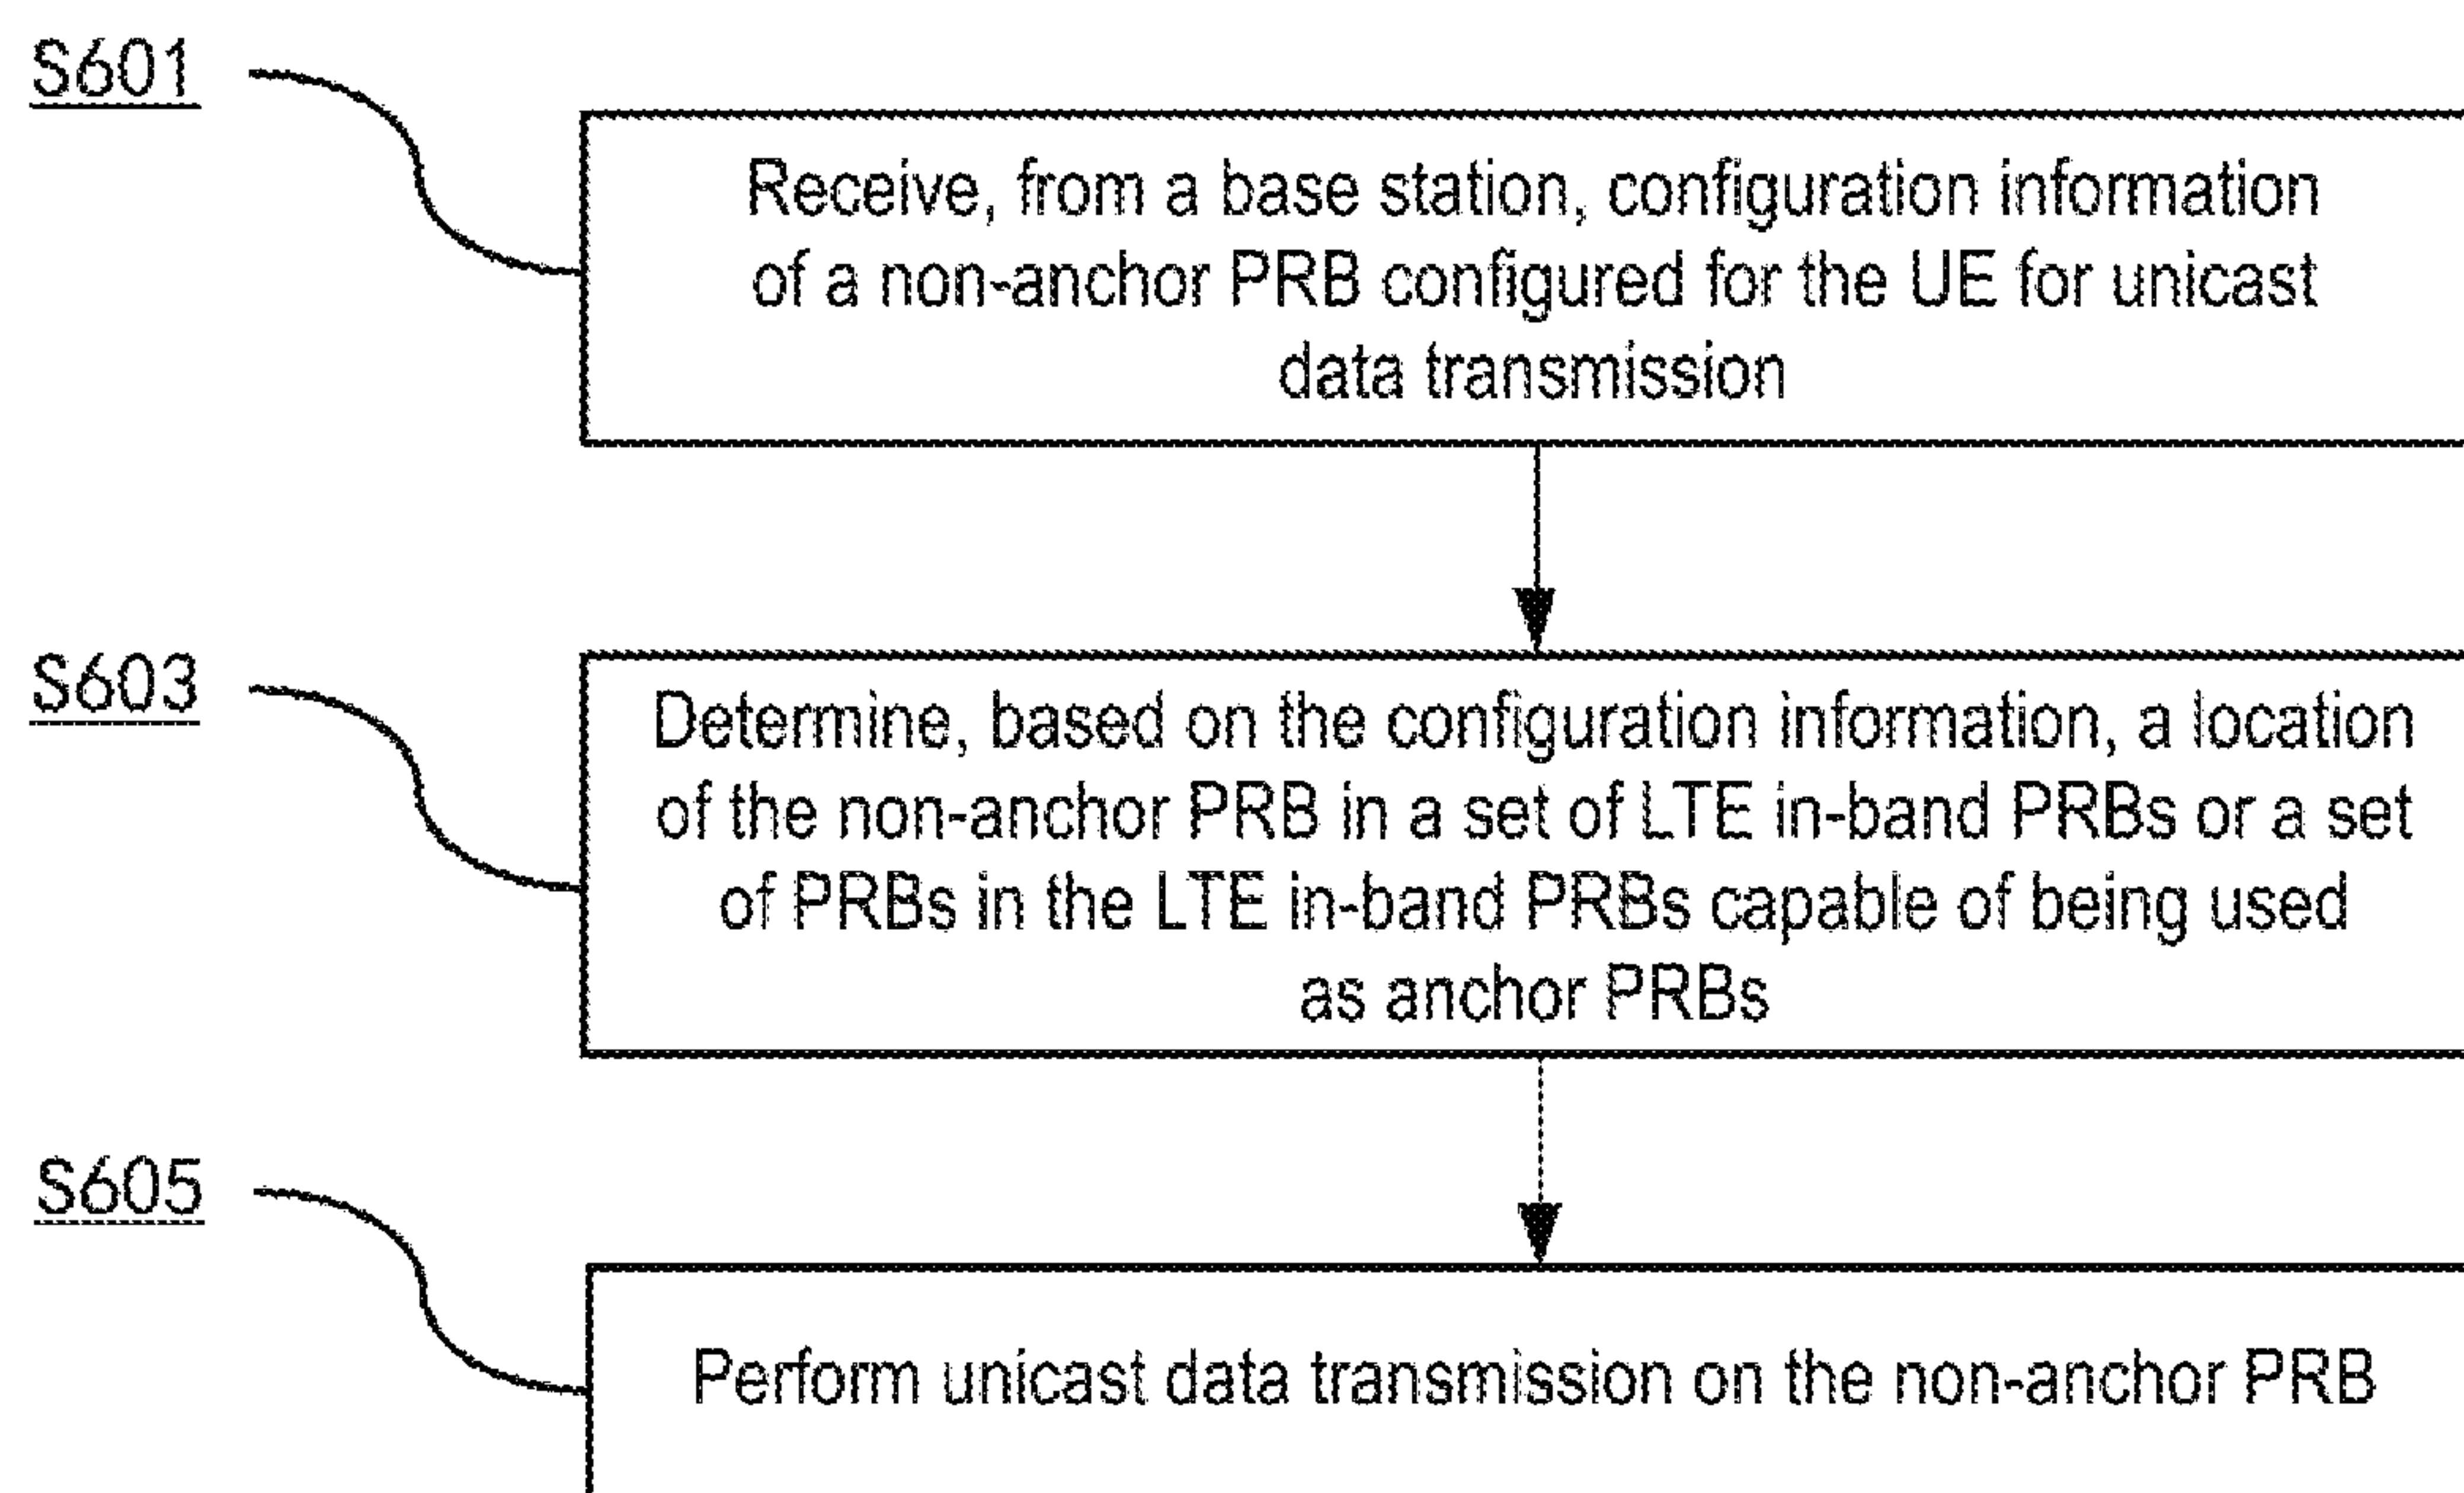 S601
Receive, from a base station, configuration information
of a non-anchor PRB configured for the UE for unicast
data transmission
S603
Determine, based on the configuration information, a location
of the non-anchor PRB in a set of LTE in-band PRBs or a set
of PRBs in the LTE in-band PRBs capable of being used
as anchor PRBs
S605
Perform unicast data transmission on the non-anchor PRB